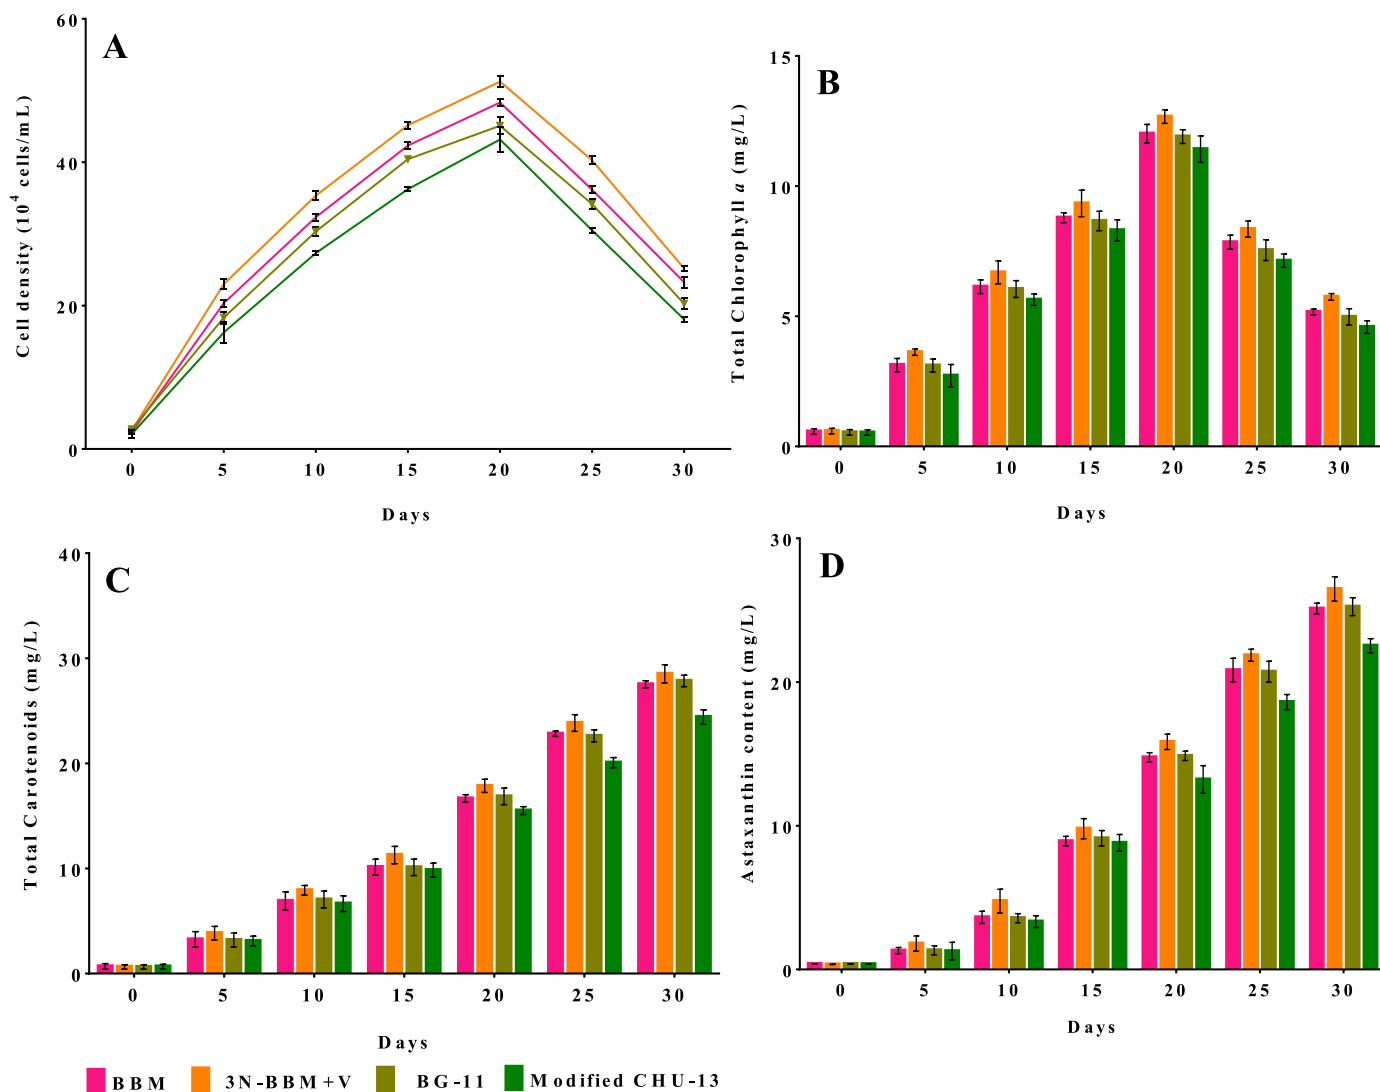 A
Cell density (10⁴ cells/mL)
60
40
20
0
0 5 10 15 20 25 30
Days
B
Total Chlorophyll a (mg/L)
15
10
5
0
0 5 10 15 20 25 30
Days
C
Total Carotenoids (mg/L)
40
30
20
10
0
0 5 10 15 20 25 30
Days
D
Astaxanthin content (mg/L)
30
20
10
0
0 5 10 15 20 25 30
Days
BBM 3N-BBM+V BG-11 Modified CHU-13